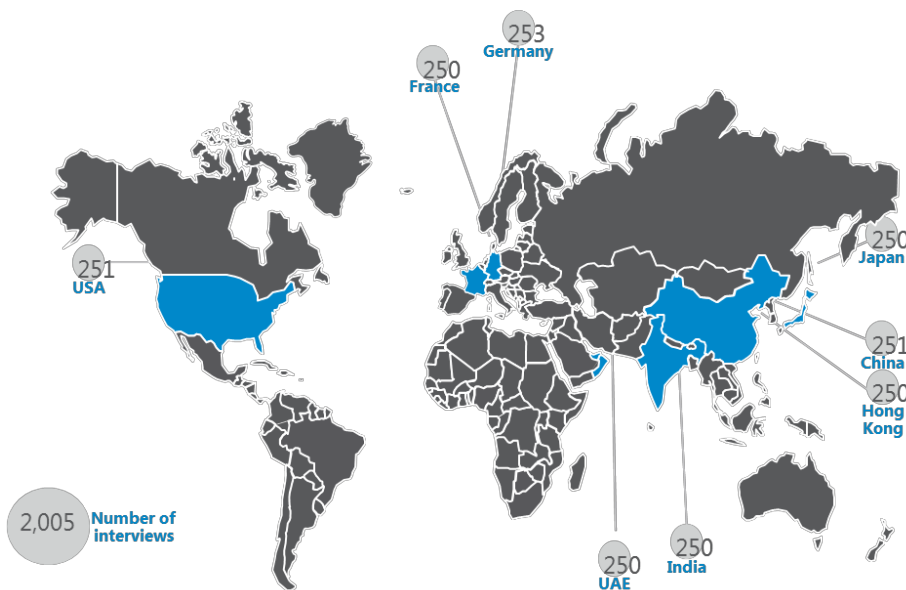 253
Germany
250
France
250
Japan
251
USA
251
China
250
Hong
Kong
2,005
Number of
interviews
250
India
250
UAE